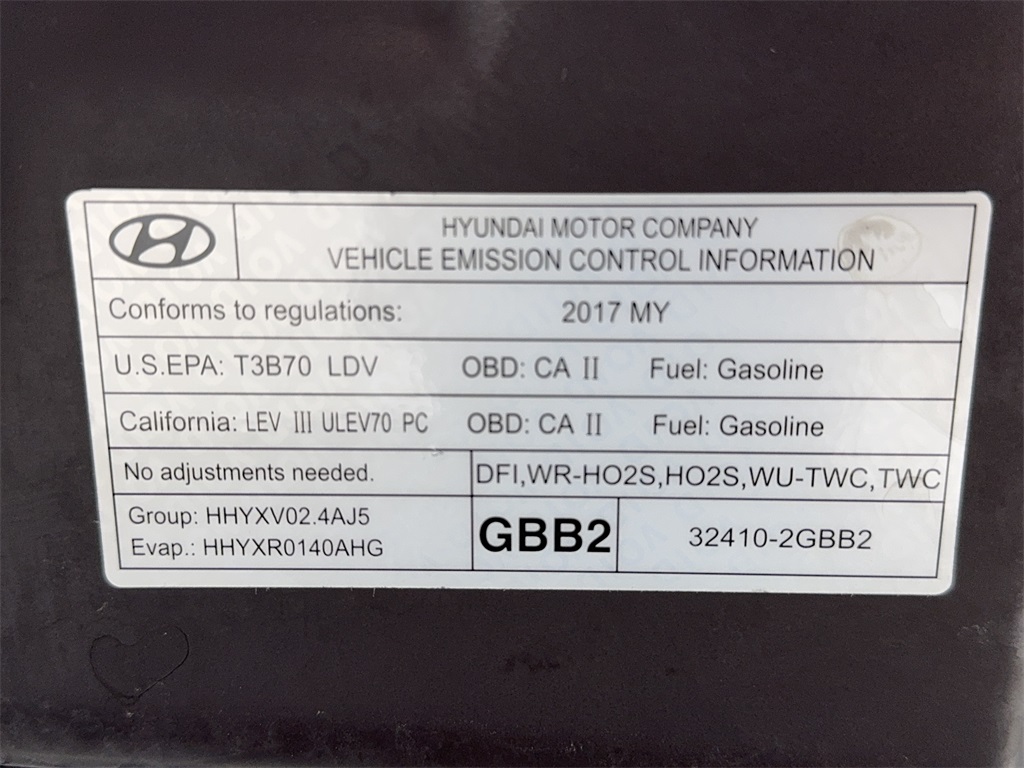 HYUNDAI MOTOR COMPANY
VEHICLE EMISSION CONTROL INFORMATION
Conforms to regulations: 2017 MY
U.S.EPA: T3B70 LDV OBD: CA II Fuel: Gasoline
California: LEV III ULEV70 PC OBD: CA II Fuel: Gasoline
No adjustments needed. DFI,WR-HO2S,HO2S,WU-TWC,TWC
Group: HHYXV02.4AJ5
Evap.: HHYXR0140AHG
GBB2
32410-2GBB2